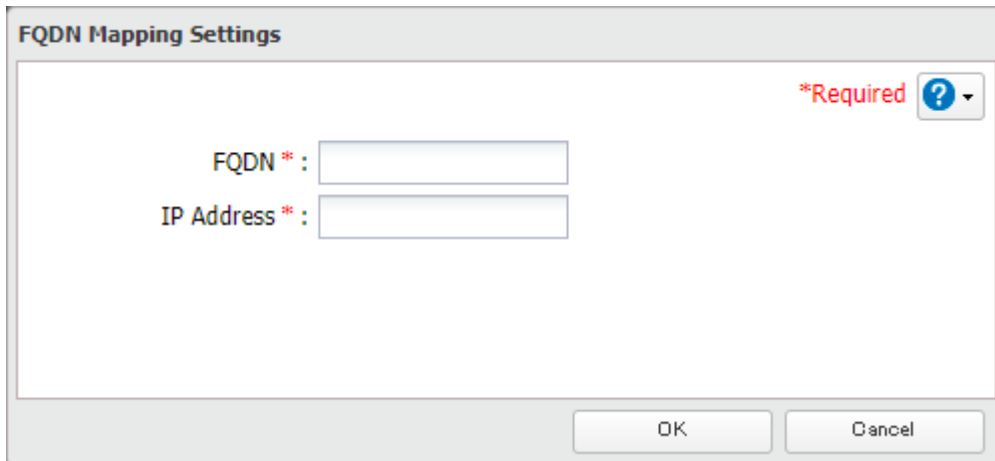 FQDN Mapping Settings
*Required ?
FQDN * :
IP Address * :
OK Cancel